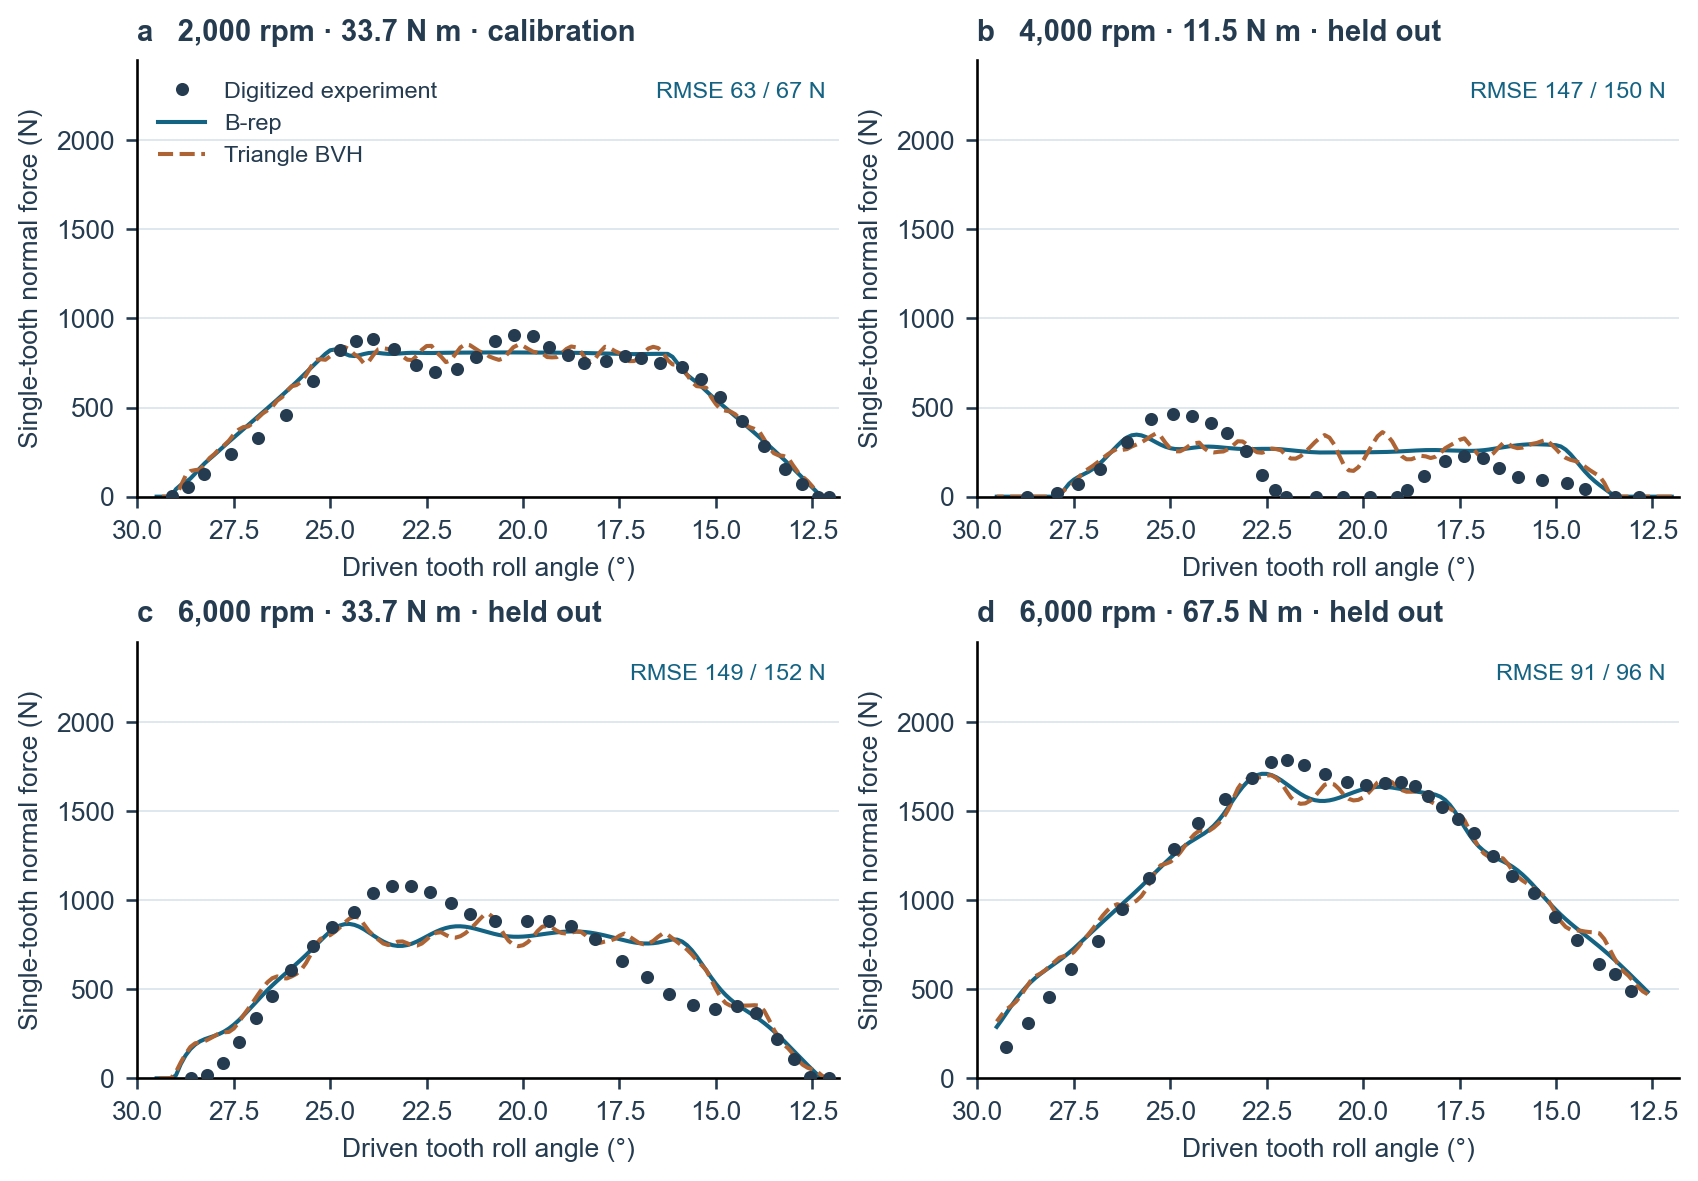 a 2,000 rpm · 33.7 N m · calibration
Single-tooth normal force (N)
2000
1500
1000
500
0
Digitized experiment
B-rep
Triangle BVH
RMSE 63 / 67 N
30.0 27.5 25.0 22.5 20.0 17.5 15.0 12.5
Driven tooth roll angle (°)
b 4,000 rpm · 11.5 N m · held out
Single-tooth normal force (N)
2000
1500
1000
500
0
RMSE 147 / 150 N
30.0 27.5 25.0 22.5 20.0 17.5 15.0 12.5
Driven tooth roll angle (°)
c 6,000 rpm · 33.7 N m · held out
Single-tooth normal force (N)
2000
1500
1000
500
0
RMSE 149 / 152 N
30.0 27.5 25.0 22.5 20.0 17.5 15.0 12.5
Driven tooth roll angle (°)
d 6,000 rpm · 67.5 N m · held out
Single-tooth normal force (N)
2000
1500
1000
500
0
RMSE 91 / 96 N
30.0 27.5 25.0 22.5 20.0 17.5 15.0 12.5
Driven tooth roll angle (°)